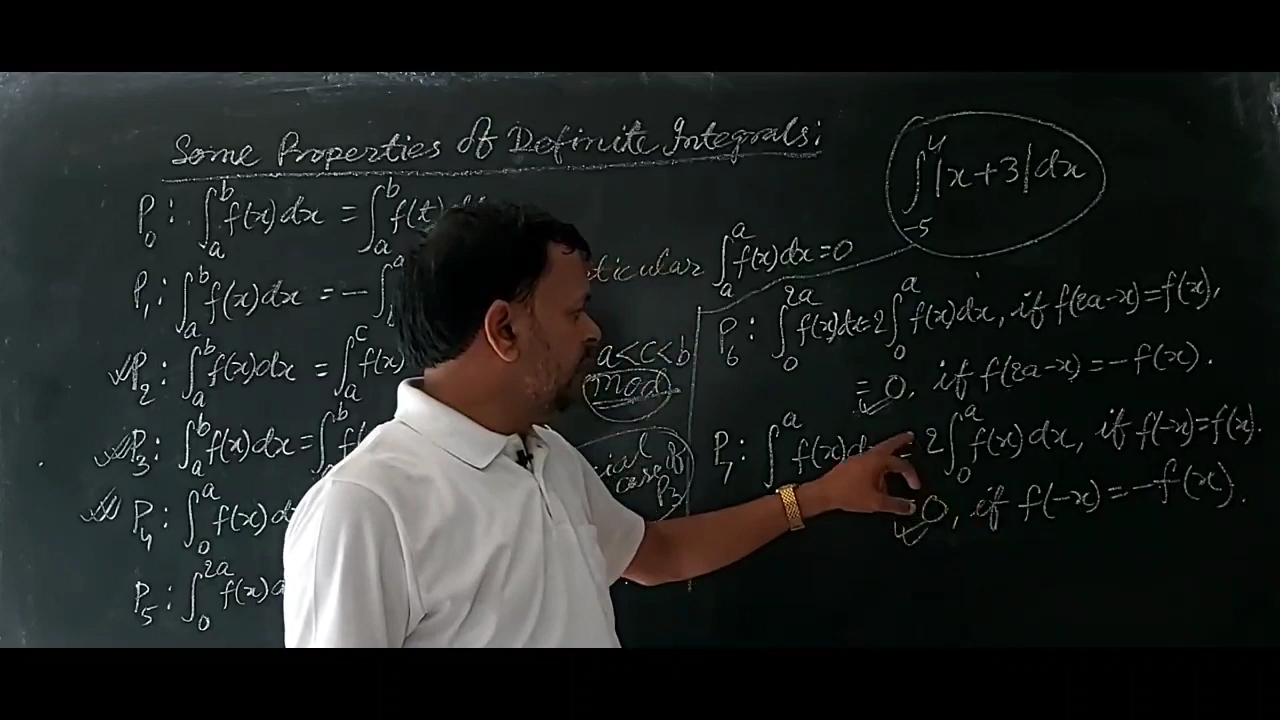 Some Properties of Definite Integrals:
P₀: ∫ₐᵇ f(x)dx = ∫ₐᵇ f(t)
P₁: ∫ₐᵇ f(x)dx = -∫ ticular ∫ₐᵃ f(x)dx=0
P₂: ∫ₐᵇ f(x)dx = ∫ₐᶜ f(x) a<c<b
mod
P₃: ∫ₐᵇ f(x)dx = ∫ᵇ
case of P₃
P₄: ∫₀ᵃ f(x)d
P₅: ∫₀²ᵃ f(x)d
∫₋₅⁴ |x+3|dx
P₆: ∫₀²ᵃ f(x)dx=2∫₀ᵃ f(x)dx, if f(2a-x)=f(x),
=0, if f(2a-x)=-f(x).
P₇: ∫ᵃ f(x)d = 2∫₀ᵃ f(x)dx, if f(-x)=f(x).
=0, if f(-x)=-f(x).